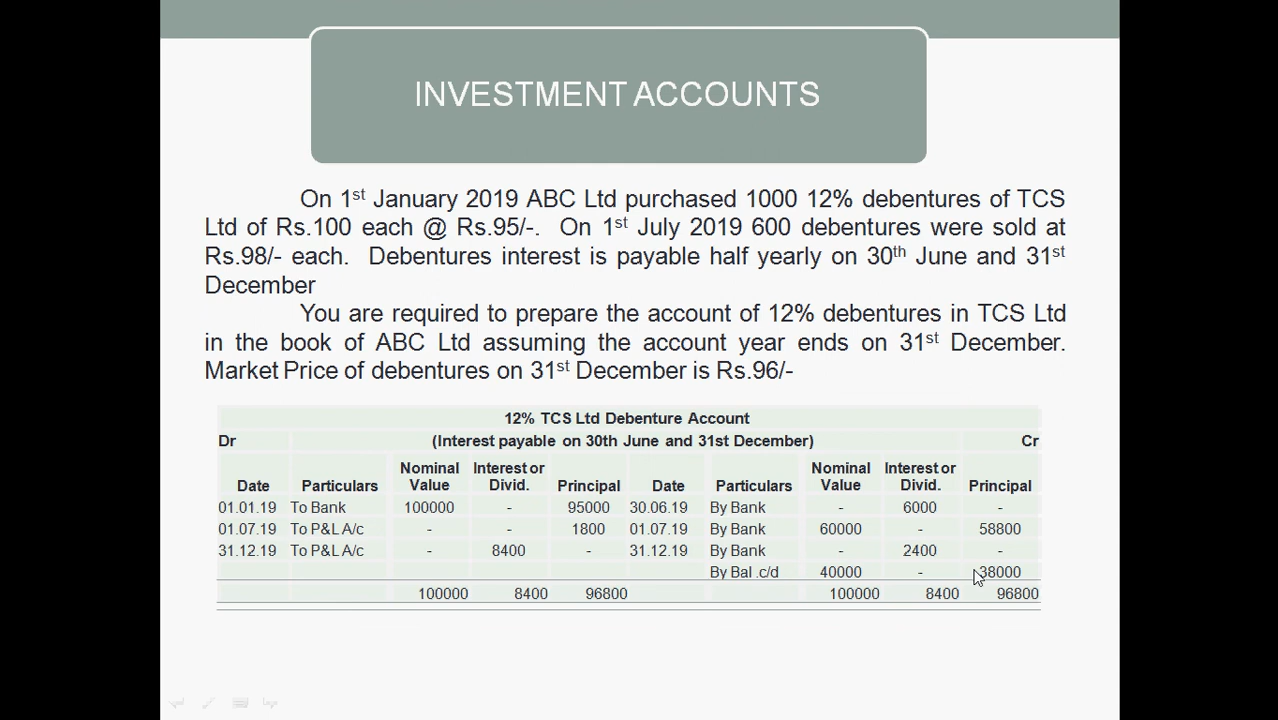 INVESTMENT ACCOUNTS
On 1st January 2019 ABC Ltd purchased 1000 12% debentures of TCS
Ltd of Rs.100 each @ Rs.95/-. On 1st July 2019 600 debentures were sold at
Rs.98/- each. Debentures interest is payable half yearly on 30th June and 31st
December
You are required to prepare the account of 12% debentures in TCS Ltd
in the book of ABC Ltd assuming the account year ends on 31st December.
Market Price of debentures on 31st December is Rs.96/-
12% TCS Ltd Debenture Account
Dr (Interest payable on 30th June and 31st December) Cr
Nominal Interest or Nominal Interest or
Date Particulars Value Divid. Principal Date Particulars Value Divid. Principal
01.01.19 To Bank 100000 - 95000 30.06.19 By Bank - 6000 -
01.07.19 To P&L A/c - - 1800 01.07.19 By Bank 60000 - 58800
31.12.19 To P&L A/c - 8400 - 31.12.19 By Bank - 2400 -
By Bal .c/d 40000 - 38000
100000 8400 96800 100000 8400 96800